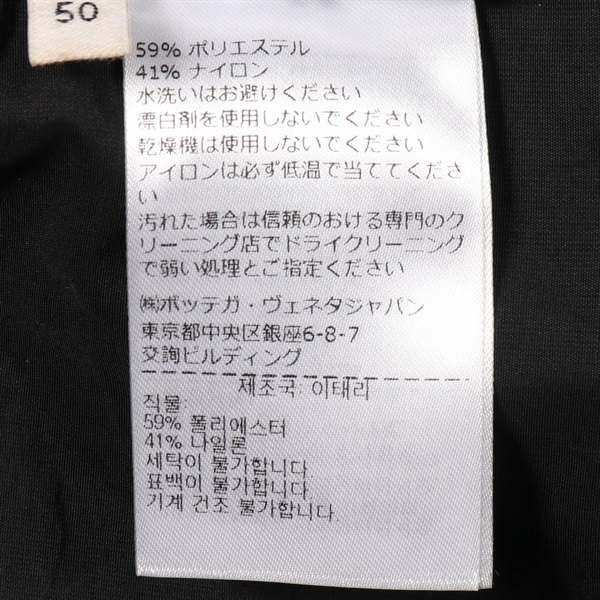 50
59% ポリエステル
41% ナイロン
水洗いはお避けください
漂白剤を使用しないでください
乾燥機は使用しないでください
アイロンは必ず低温で当ててくださ
い
汚れた場合は信頼のおける専門のク
リーニング店でドライクリーニング
で弱い処理とご指定ください
㈱ボッテガ・ヴェネタジャパン
東京都中央区銀座6-8-7
交詢ビルディング
제조국: 이태리
직물:
59% 폴리에스터
41% 나일론
세탁이 불가합니다.
표백이 불가합니다.
기계 건조 불가합니다.